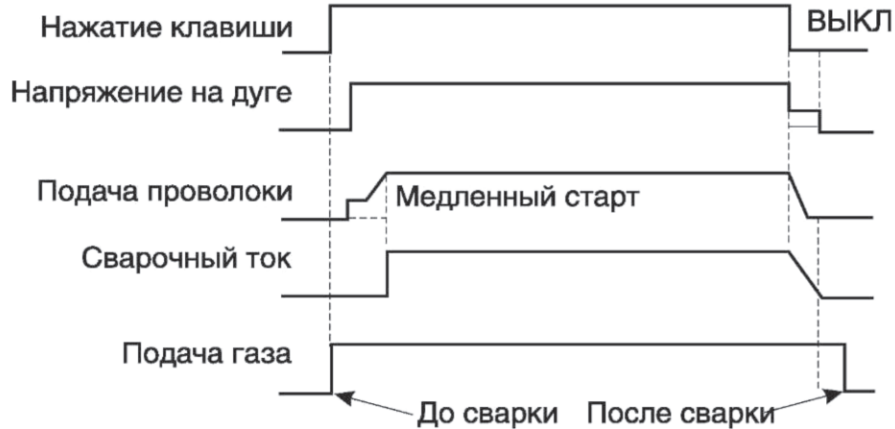 Нажатие клавиши
ВЫКЛ
Напряжение на дуге
Подача проволоки
Медленный старт
Сварочный ток
Подача газа
До сварки
После сварки